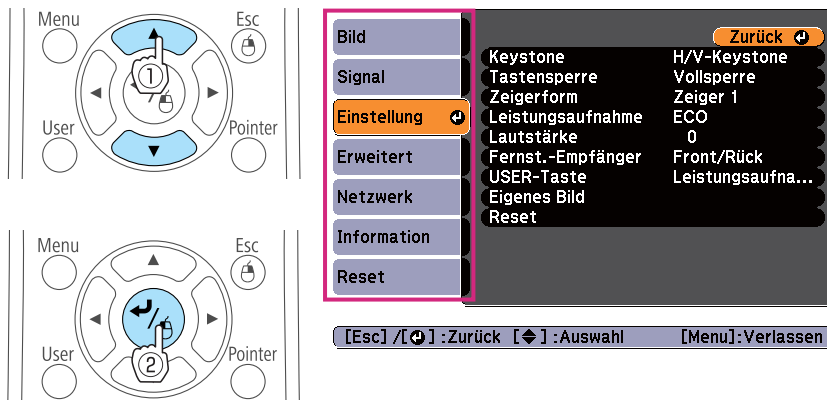 Menu
Esc
①
User
Pointer
Menu
Esc
User
Pointer
②
Bild
Signal
Einstellung
Erweitert
Netzwerk
Information
Reset
Zurück
Keystone H/V-Keystone
Tastensperre Vollsperre
Zeigerform Zeiger 1
Leistungsaufnahme ECO
Lautstärke 0
Fernst.-Empfänger Front/Rück
USER-Taste Leistungsaufna...
Eigenes Bild
Reset
[Esc] /[⏎] :Zurück [◆] :Auswahl [Menu]:Verlassen